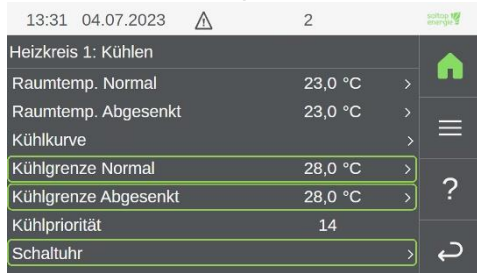 13:31 04.07.2023 2
softop
energie
Heizkreis 1: Kühlen
Raumtemp. Normal 23,0 °C >
Raumtemp. Abgesenkt 23,0 °C >
Kühlkurve >
Kühlgrenze Normal 28,0 °C >
Kühlgrenze Abgesenkt 28,0 °C >
Kühlpriorität 14
Schaltuhr >
?